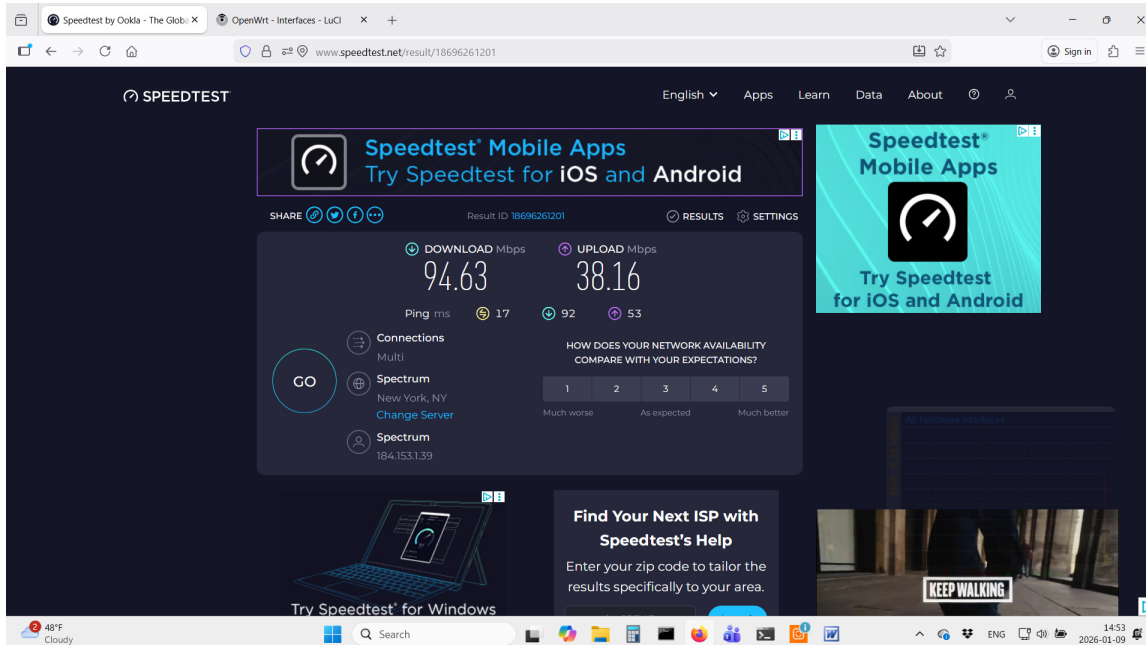 Speedtest by Ookla - The Globa
OpenWrt - Interfaces - LuCI
www.speedtest.net/result/18696261201
Sign in
SPEEDTEST
English
Apps
Learn
Data
About
Speedtest® Mobile Apps
Try Speedtest for iOS and Android
Speedtest®
Mobile Apps
Try Speedtest
for iOS and Android
SHARE
Result ID 18696261201
RESULTS
SETTINGS
DOWNLOAD Mbps
94.63
UPLOAD Mbps
38.16
Ping ms 17 92 53
Connections
Multi
GO
Spectrum
New York, NY
Change Server
Spectrum
184.153.1.39
HOW DOES YOUR NETWORK AVAILABILITY
COMPARE WITH YOUR EXPECTATIONS?
1 2 3 4 5
Much worse As expected Much better
All Hardware Interfaces
Try Speedtest® for Windows
Find Your Next ISP with
Speedtest's Help
Enter your zip code to tailor the
results specifically to your area.
KEEP WALKING
2
48°F
Cloudy
Search
ENG
14:53
2026-01-09